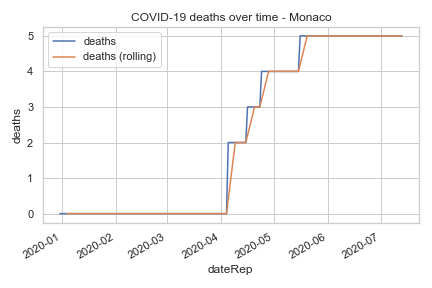 COVID-19 deaths over time - Monaco
deaths
deaths (rolling)
deaths
5
4
3
2
1
0
2020-01
2020-02
2020-03
2020-04
2020-05
2020-06
2020-07
dateRep